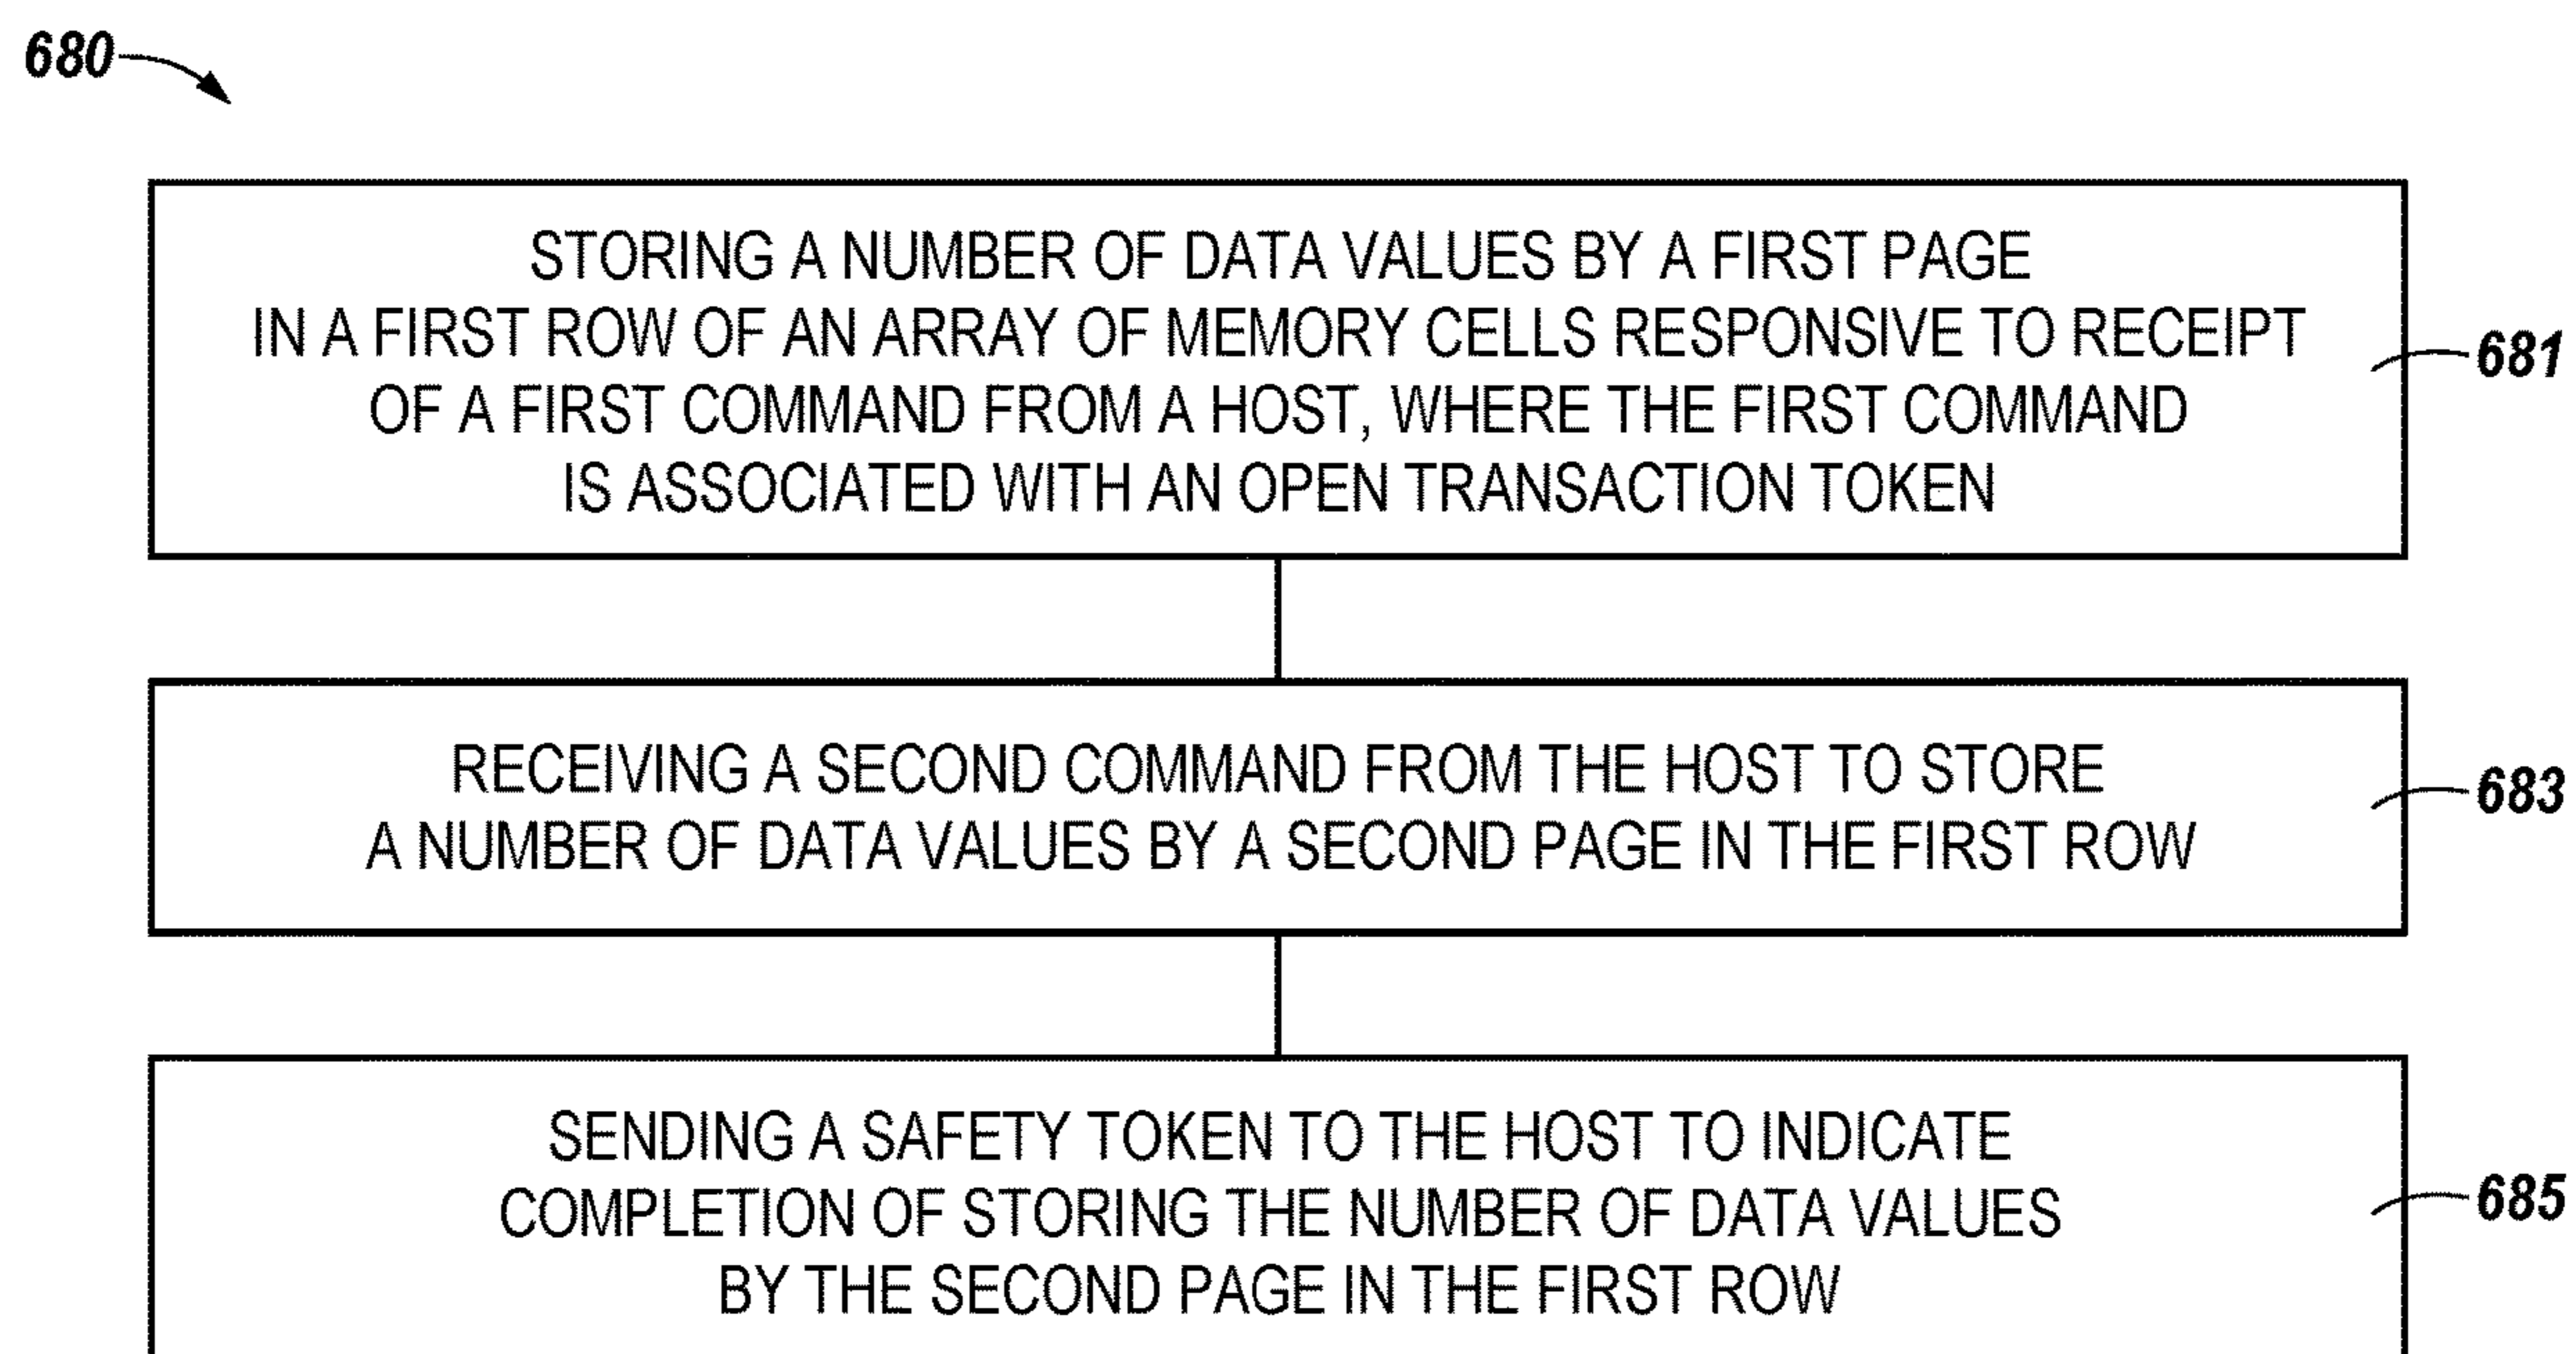 680
STORING A NUMBER OF DATA VALUES BY A FIRST PAGE
IN A FIRST ROW OF AN ARRAY OF MEMORY CELLS RESPONSIVE TO RECEIPT
OF A FIRST COMMAND FROM A HOST, WHERE THE FIRST COMMAND
IS ASSOCIATED WITH AN OPEN TRANSACTION TOKEN
681
RECEIVING A SECOND COMMAND FROM THE HOST TO STORE
A NUMBER OF DATA VALUES BY A SECOND PAGE IN THE FIRST ROW
683
SENDING A SAFETY TOKEN TO THE HOST TO INDICATE
COMPLETION OF STORING THE NUMBER OF DATA VALUES
BY THE SECOND PAGE IN THE FIRST ROW
685